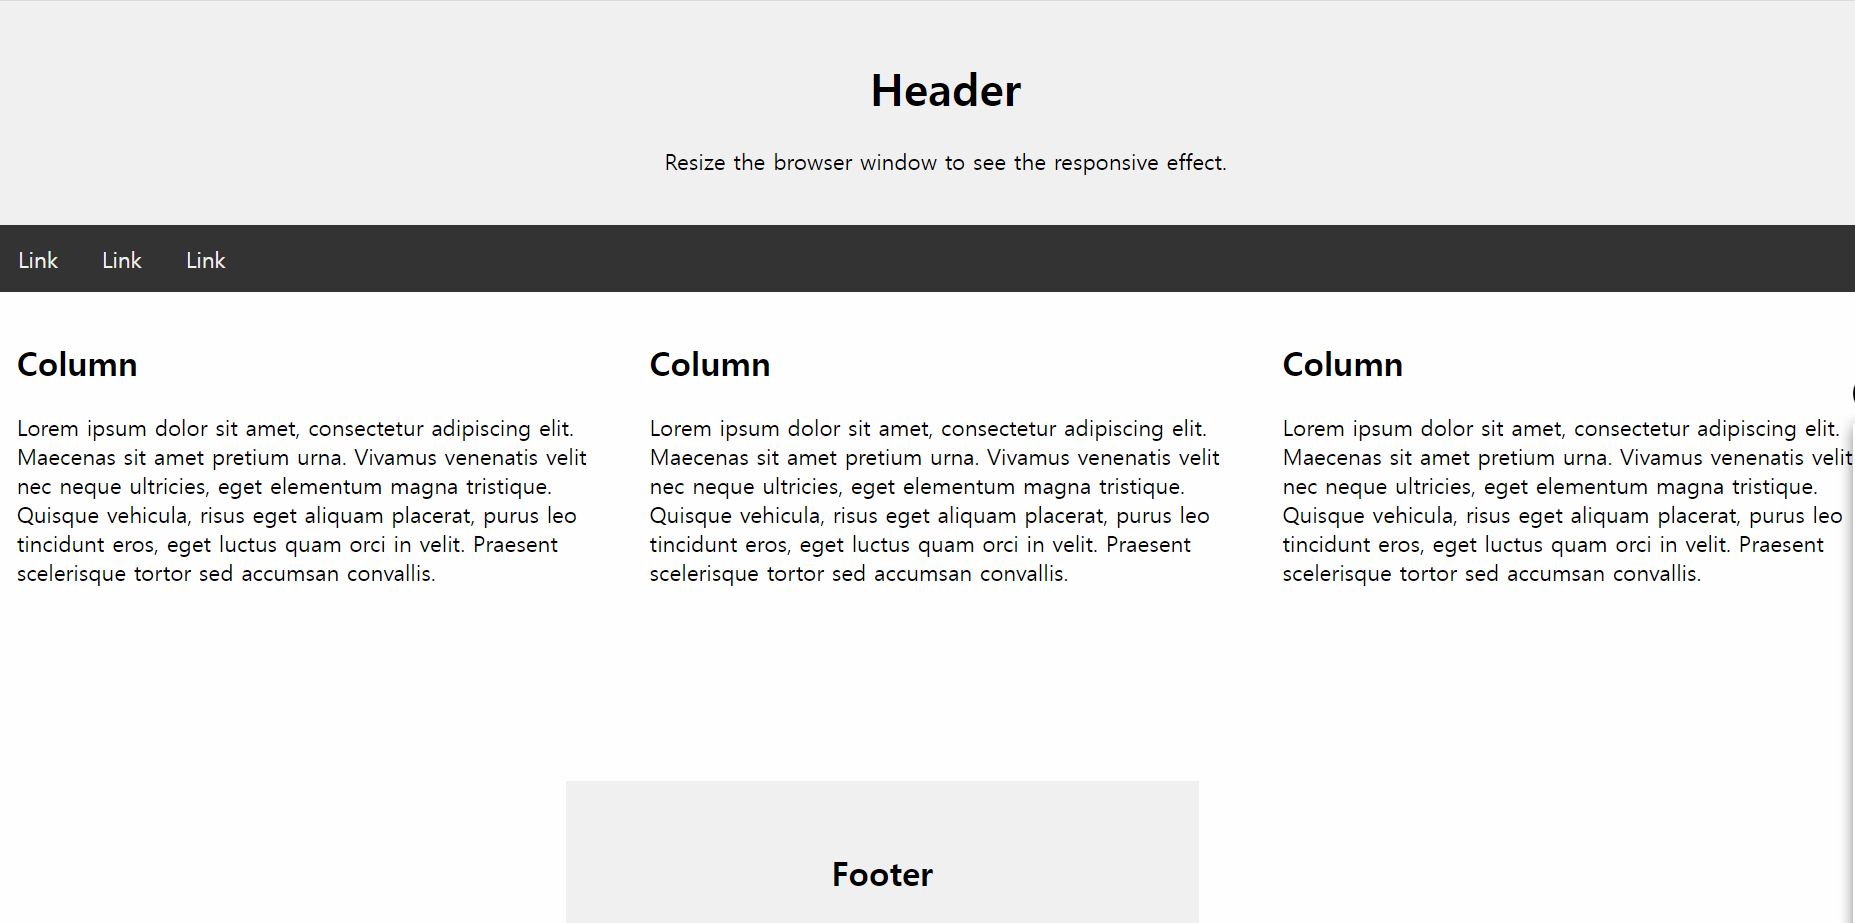 Header
Resize the browser window to see the responsive effect.
Link Link Link
Column
Lorem ipsum dolor sit amet, consectetur adipiscing elit.
Maecenas sit amet pretium urna. Vivamus venenatis velit
nec neque ultricies, eget elementum magna tristique.
Quisque vehicula, risus eget aliquam placerat, purus leo
tincidunt eros, eget luctus quam orci in velit. Praesent
scelerisque tortor sed accumsan convallis.
Column
Lorem ipsum dolor sit amet, consectetur adipiscing elit.
Maecenas sit amet pretium urna. Vivamus venenatis velit
nec neque ultricies, eget elementum magna tristique.
Quisque vehicula, risus eget aliquam placerat, purus leo
tincidunt eros, eget luctus quam orci in velit. Praesent
scelerisque tortor sed accumsan convallis.
Column
Lorem ipsum dolor sit amet, consectetur adipiscing elit.
Maecenas sit amet pretium urna. Vivamus venenatis velit
nec neque ultricies, eget elementum magna tristique.
Quisque vehicula, risus eget aliquam placerat, purus leo
tincidunt eros, eget luctus quam orci in velit. Praesent
scelerisque tortor sed accumsan convallis.
Footer